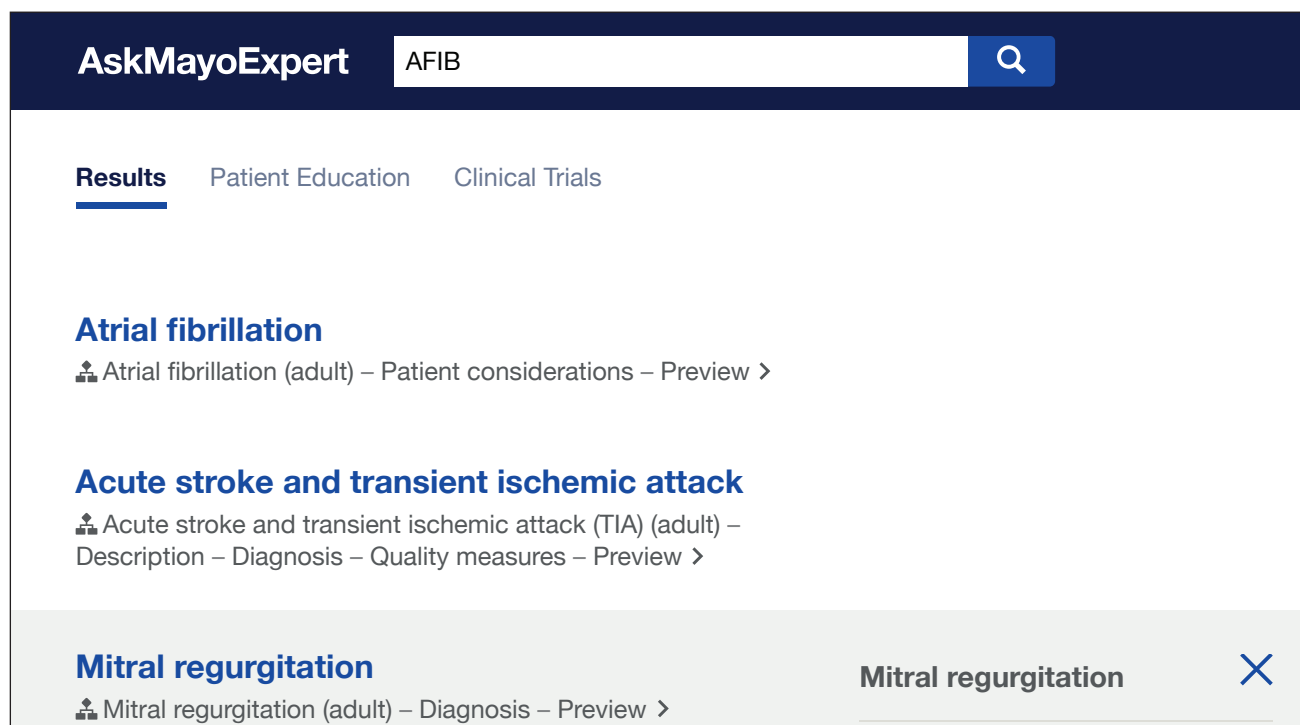 AskMayoExpert
AFIB
Results Patient Education Clinical Trials
Atrial fibrillation
Atrial fibrillation (adult) – Patient considerations – Preview >
Acute stroke and transient ischemic attack
Acute stroke and transient ischemic attack (TIA) (adult) –
Description – Diagnosis – Quality measures – Preview >
Mitral regurgitation
Mitral regurgitation (adult) – Diagnosis – Preview >
Mitral regurgitation